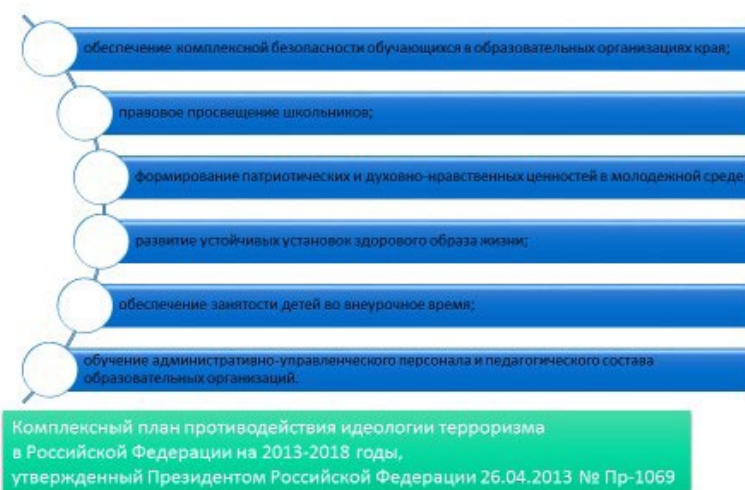 обеспечение комплексной безопасности обучающихся в образовательных организациях края;
правовое просвещение школьников;
формирование патриотических и духовно-нравственных ценностей в молодежной среде
развитие устойчивых установок здорового образа жизни;
обеспечение занятости детей во внеурочное время;
обучение административно-управленческого персонала и педагогического состава
образовательных организаций.
Комплексный план противодействия идеологии терроризма
в Российской Федерации на 2013-2018 годы,
утвержденный Президентом Российской Федерации 26.04.2013 № Пр-1069